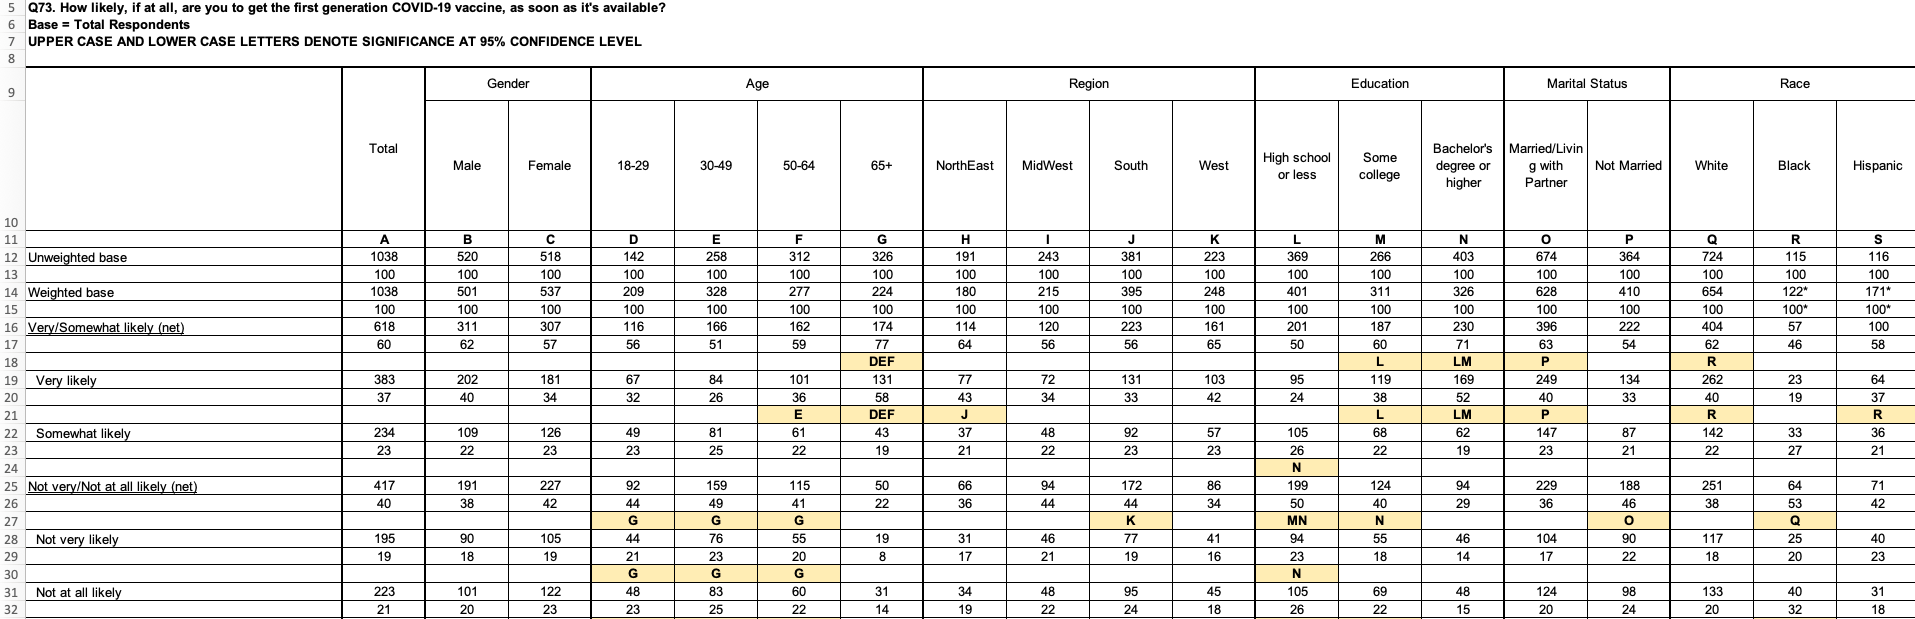 5 Q73. How likely, if at all, are you to get the first generation COVID-19 vaccine, as soon as it's available?
6 Base = Total Respondents
7 UPPER CASE AND LOWER CASE LETTERS DENOTE SIGNIFICANCE AT 95% CONFIDENCE LEVEL
8
9 Gender Age Region Education Marital Status Race
10 Total Male Female 18-29 30-49 50-64 65+ NorthEast MidWest South West High school or less Some college Bachelor's degree or higher Married/Livin g with Partner Not Married White Black Hispanic
11 A B C D E F G H I J K L M N O P Q R S
12 Unweighted base 1038 520 518 142 258 312 326 191 243 381 223 369 266 403 674 364 724 115 116
13 100 100 100 100 100 100 100 100 100 100 100 100 100 100 100 100 100 100 100
14 Weighted base 1038 501 537 209 328 277 224 180 215 395 248 401 311 326 628 410 654 122* 171*
15 100 100 100 100 100 100 100 100 100 100 100 100 100 100 100 100 100 100* 100*
16 Very/Somewhat likely (net) 618 311 307 116 166 162 174 114 120 223 161 201 187 230 396 222 404 57 100
17 60 62 57 56 51 59 77 64 56 56 65 50 60 71 63 54 62 46 58
18 DEF L LM P R
19 Very likely 383 202 181 67 84 101 131 77 72 131 103 95 119 169 249 134 262 23 64
20 37 40 34 32 26 36 58 43 34 33 42 24 38 52 40 33 40 19 37
21 E DEF J L LM P R R
22 Somewhat likely 234 109 126 49 81 61 43 37 48 92 57 105 68 62 147 87 142 33 36
23 23 22 23 23 25 22 19 21 22 23 23 26 22 19 23 21 22 27 21
24 N
25 Not very/Not at all likely (net) 417 191 227 92 159 115 50 66 94 172 86 199 124 94 229 188 251 64 71
26 40 38 42 44 49 41 22 36 44 44 34 50 40 29 36 46 38 53 42
27 G G G K MN N O Q
28 Not very likely 195 90 105 44 76 55 19 31 46 77 41 94 55 46 104 90 117 25 40
29 19 18 19 21 23 20 8 17 21 19 16 23 18 14 17 22 18 20 23
30 G G G N
31 Not at all likely 223 101 122 48 83 60 31 34 48 95 45 105 69 48 124 98 133 40 31
32 21 20 23 23 25 22 14 19 22 24 18 26 22 15 20 24 20 32 18